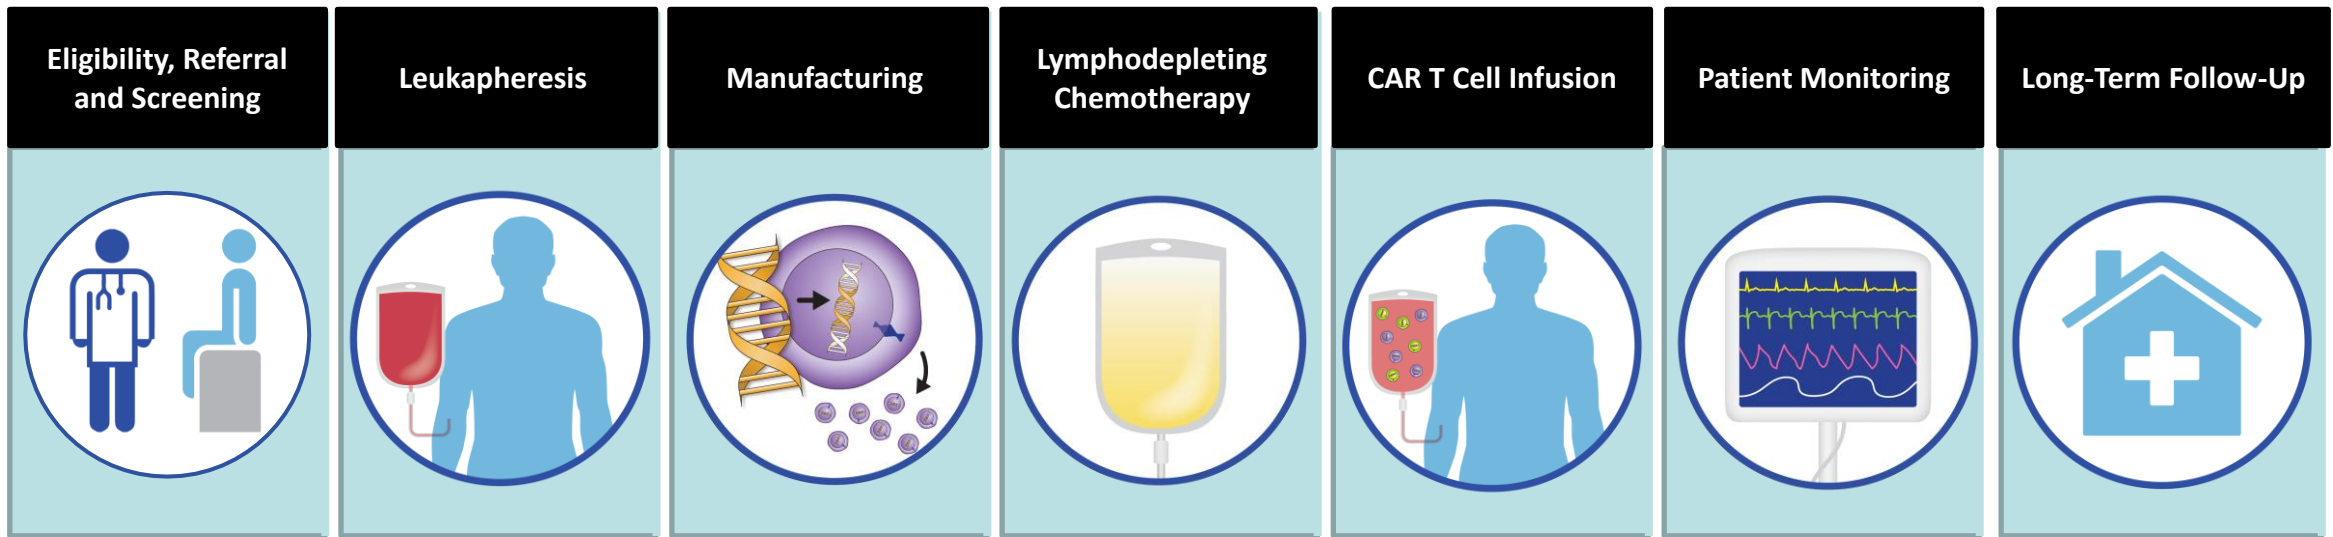 Eligibility, Referral
and Screening
Leukapheresis
Manufacturing
Lymphodepleting
Chemotherapy
CAR T Cell Infusion
Patient Monitoring
Long-Term Follow-Up